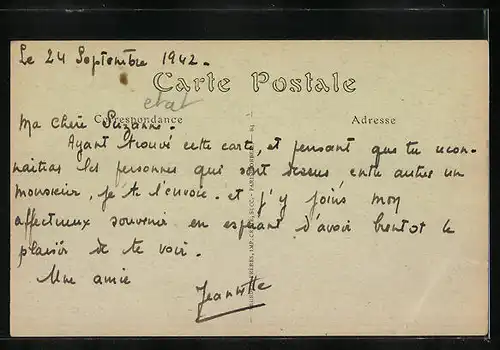 Le 24 Septembre 1942.
Carte Postale
etat
Correspondance
Adresse
Ma chère Suzanne.
Ayant trouvé cette carte, et pensant que tu recon-
naitras les personnes qui sont dessus entre autres un
monsieur, je te l'envoie. et j'y joins mon
affectueux souvenir en espérant d'avoir bientot le
plaisir de te voir.
Une amie
Jeannette